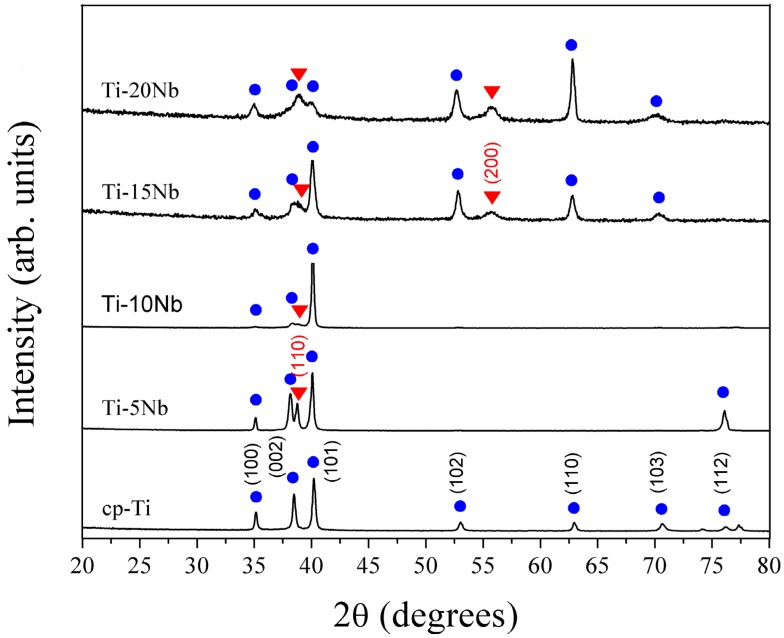 Intensity (arb. units)
Ti-20Nb
Ti-15Nb
(200)
Ti-10Nb
Ti-5Nb
(110)
cp-Ti
(100)
(002)
(101)
(102)
(110)
(103)
(112)
20 25 30 35 40 45 50 55 60 65 70 75 80
2θ (degrees)